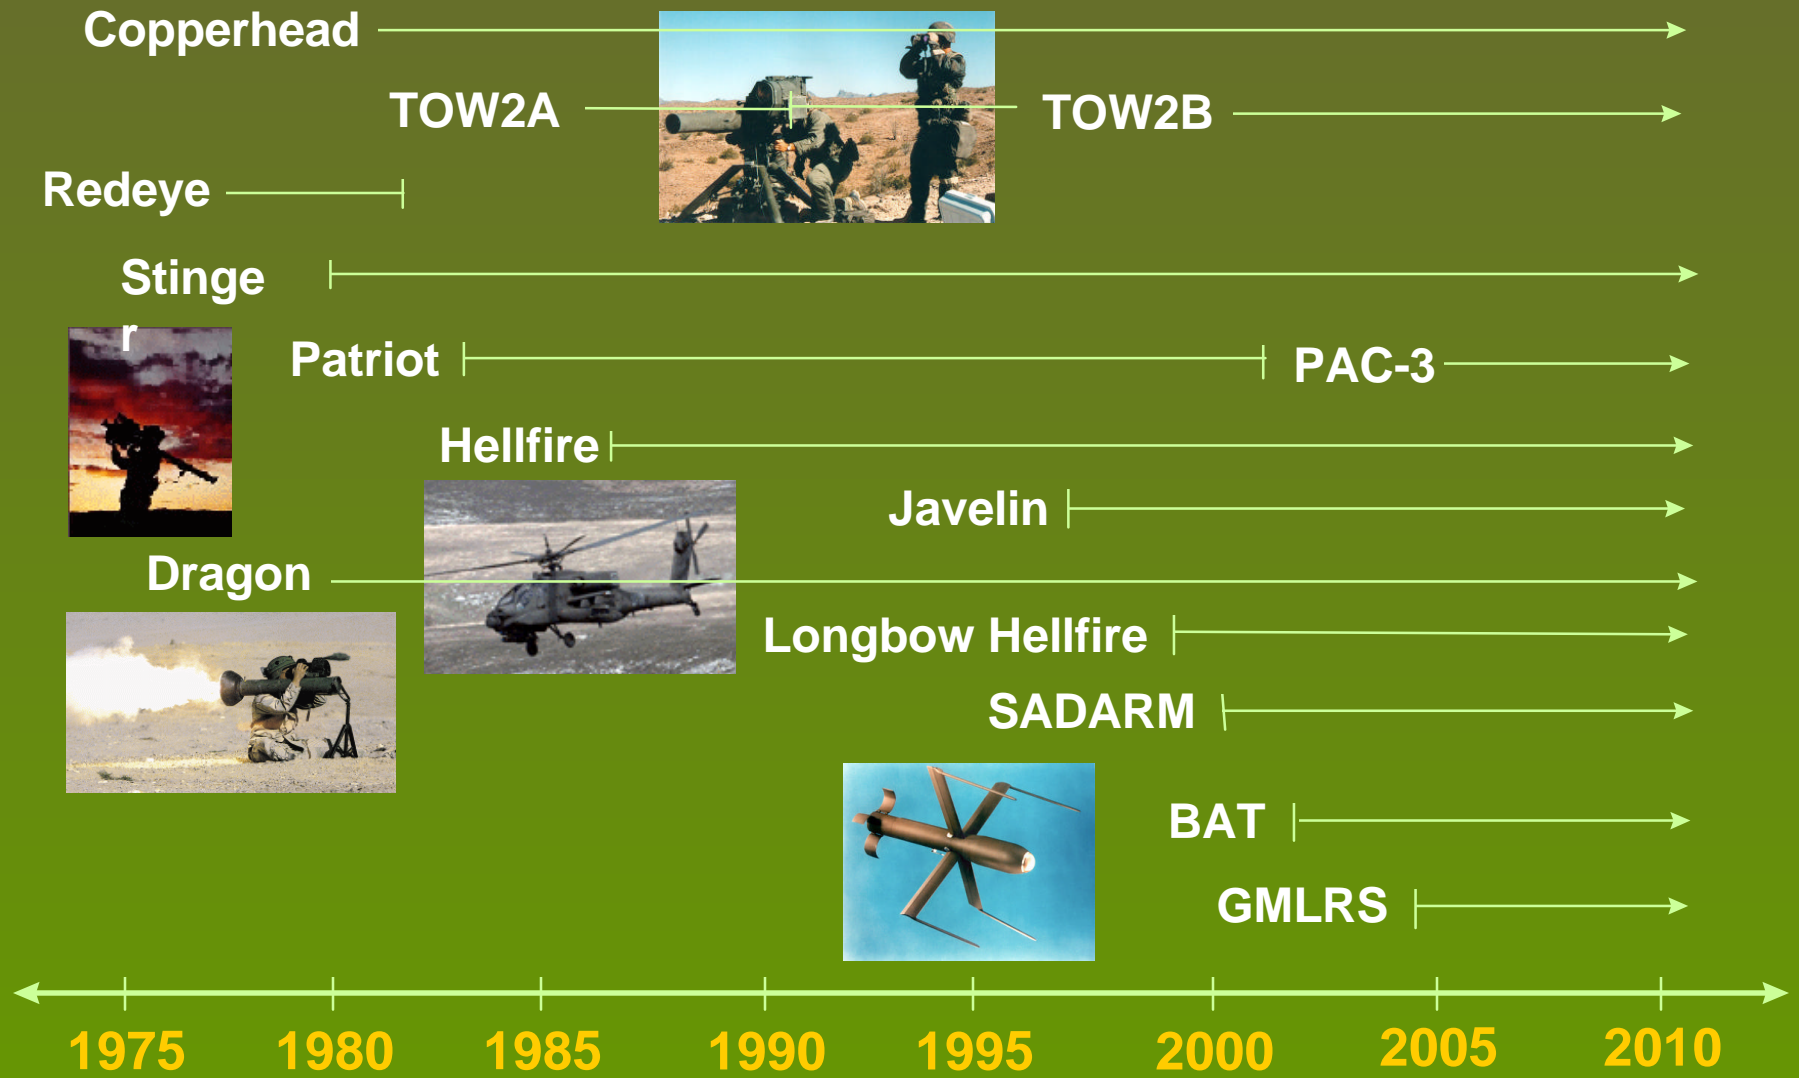 Copperhead
TOW2A
TOW2B
Redeye
Stinge
r
Patriot
PAC-3
Hellfire
Javelin
Dragon
Longbow Hellfire
SADARM
BAT
GMLRS
1975 1980 1985 1990 1995 2000 2005 2010